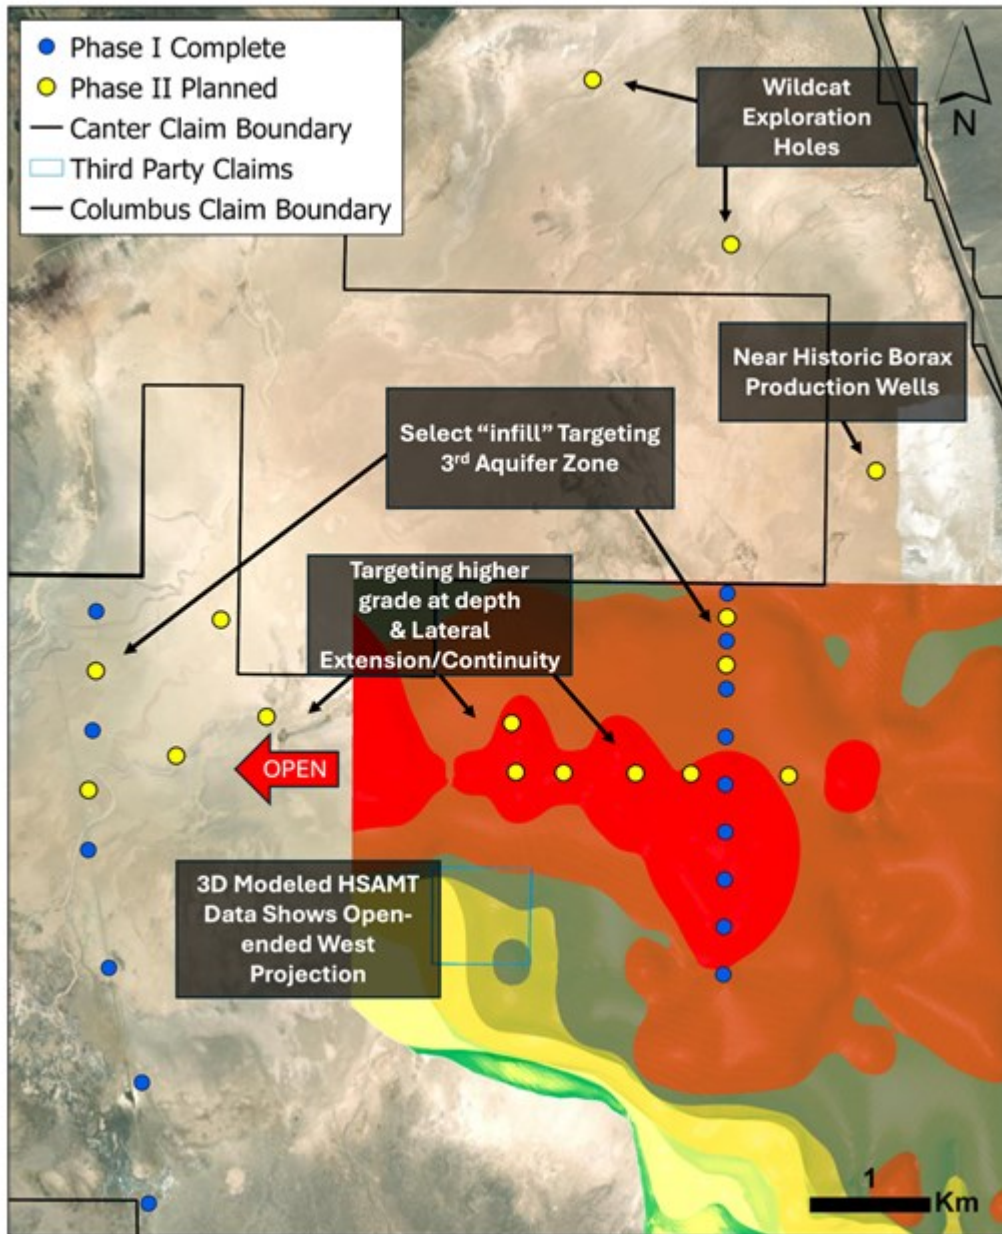 Phase I Complete
Phase II Planned
Canter Claim Boundary
Third Party Claims
Columbus Claim Boundary
Wildcat
Exploration
Holes
N
Near Historic Borax
Production Wells
Select “infill” Targeting
3rd Aquifer Zone
Targeting higher
grade at depth
& Lateral
Extension/Continuity
OPEN
3D Modeled HSAMT
Data Shows Open-
ended West
Projection
1
Km